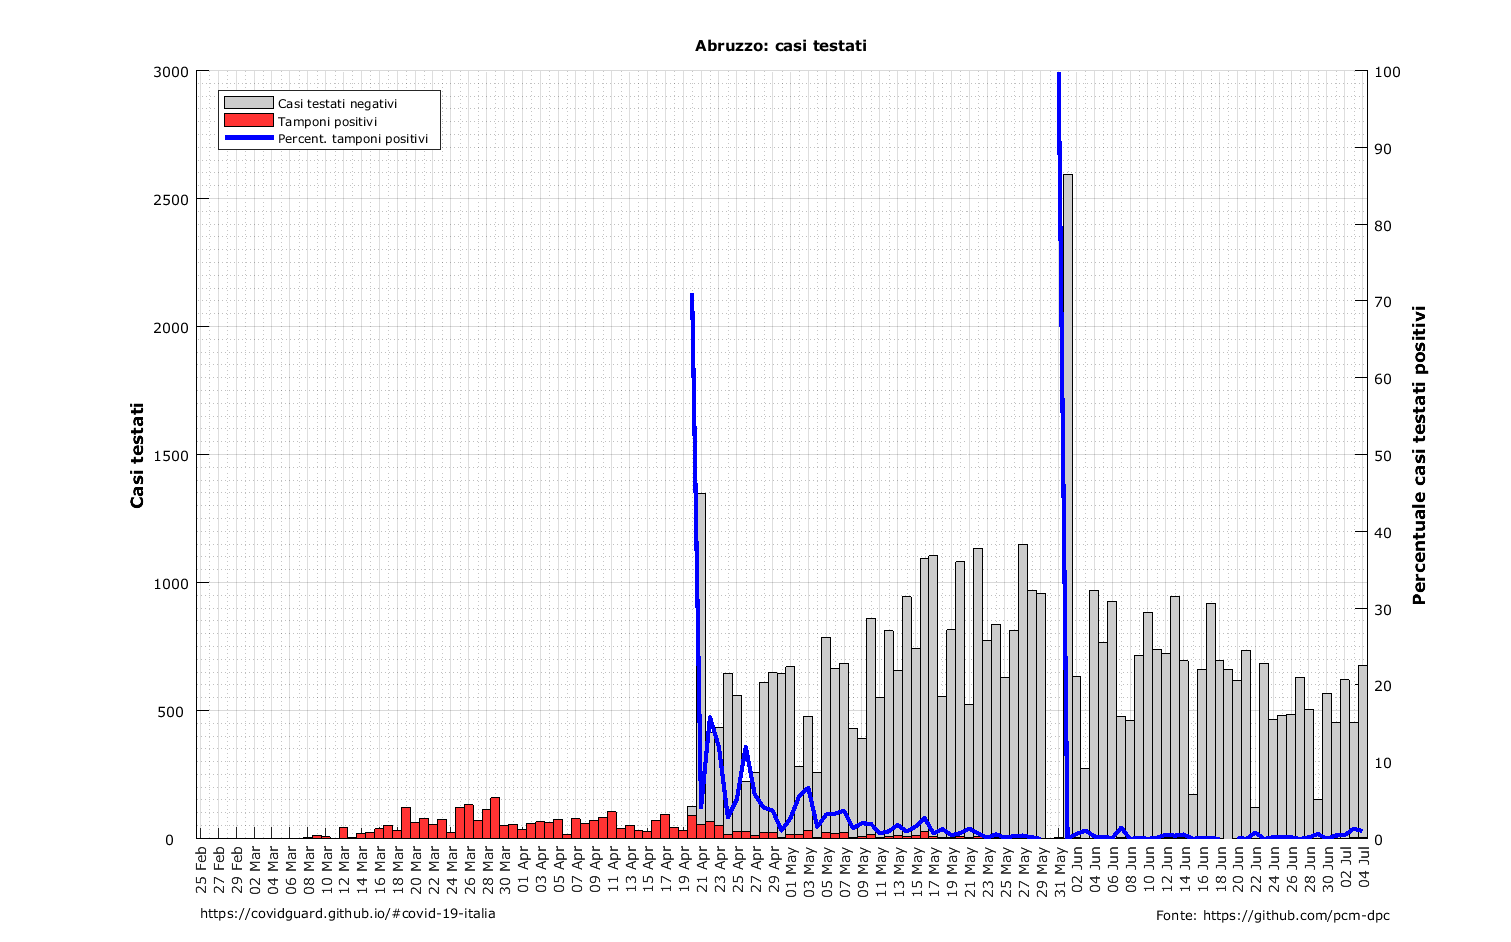 Abruzzo: casi testati
Casi testati negativi
Tamponi positivi
Percent. tamponi positivi
Casi testati
3000
2500
2000
1500
1000
500
0
100
90
80
70
60
50
40
30
20
10
0
Percentuale casi testati positivi
25 Feb
27 Feb
29 Feb
02 Mar
04 Mar
06 Mar
08 Mar
10 Mar
12 Mar
14 Mar
16 Mar
18 Mar
20 Mar
22 Mar
24 Mar
26 Mar
28 Mar
30 Mar
01 Apr
03 Apr
05 Apr
07 Apr
09 Apr
11 Apr
13 Apr
15 Apr
17 Apr
19 Apr
21 Apr
23 Apr
25 Apr
27 Apr
29 Apr
01 May
03 May
05 May
07 May
09 May
11 May
13 May
15 May
17 May
19 May
21 May
23 May
25 May
27 May
29 May
31 May
02 Jun
04 Jun
06 Jun
08 Jun
10 Jun
12 Jun
14 Jun
16 Jun
18 Jun
20 Jun
22 Jun
24 Jun
26 Jun
28 Jun
30 Jun
02 Jul
04 Jul
https://covidguard.github.io/#covid-19-italia
Fonte: https://github.com/pcm-dpc